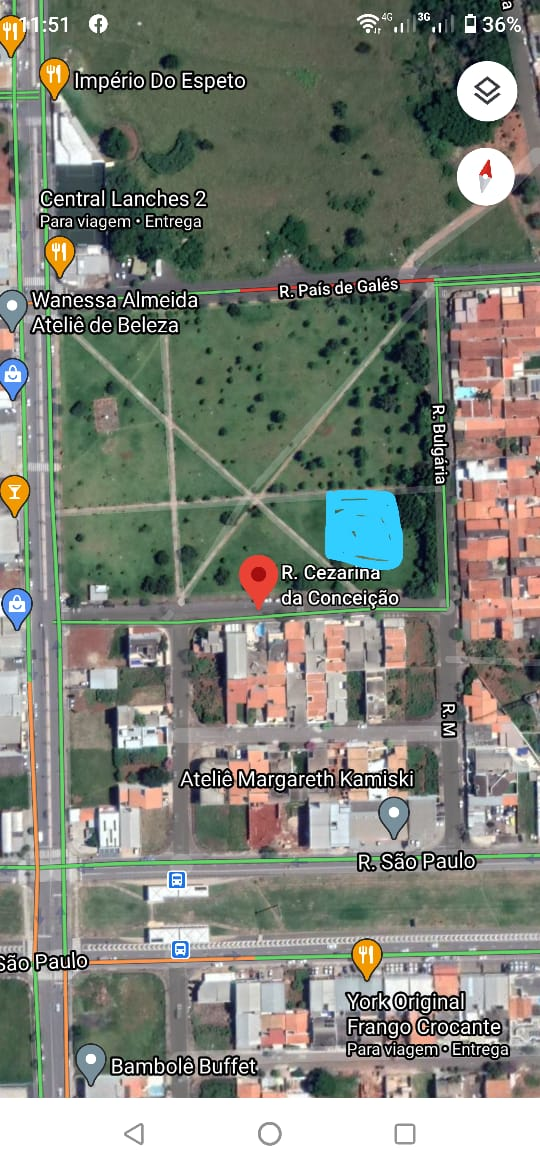 11:51
4G
3G
36%
a
Império Do Espeto
Central Lanches 2
Para viagem • Entrega
R. País de Galés
Wanessa Almeida
Ateliê de Beleza
R. Bulgária
R. Cezarina
da Conceição
R. M
Ateliê Margareth Kamiski
R. São Paulo
São Paulo
York Original
Frango Crocante
Para viagem • Entrega
Bambolê Buffet